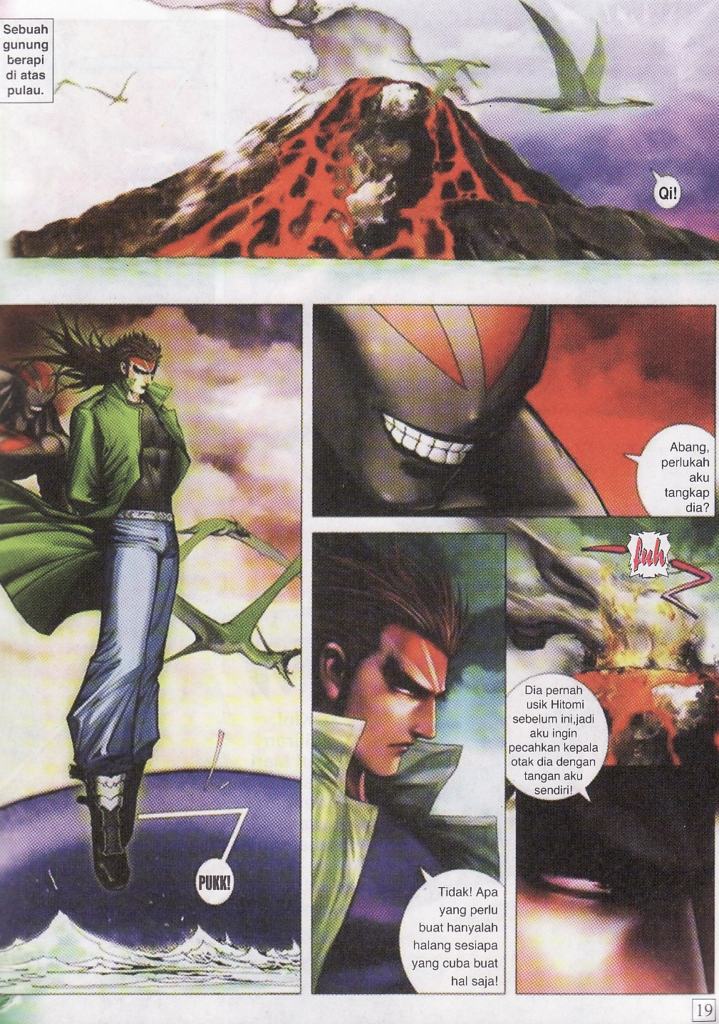 Sebuah
gunung
berapi
di atas
pulau.
Qi!
Abang,
perlukah
aku
tangkap
dia?
PUKK!
Tidak! Apa
yang perlu
buat hanyalah
halang sesiapa
yang cuba buat
hal saja!
fuh
Dia pernah
usik Hitomi
sebelum ini,jadi
aku ingin
pecahkan kepala
otak dia dengan
tangan aku
sendiri!
19